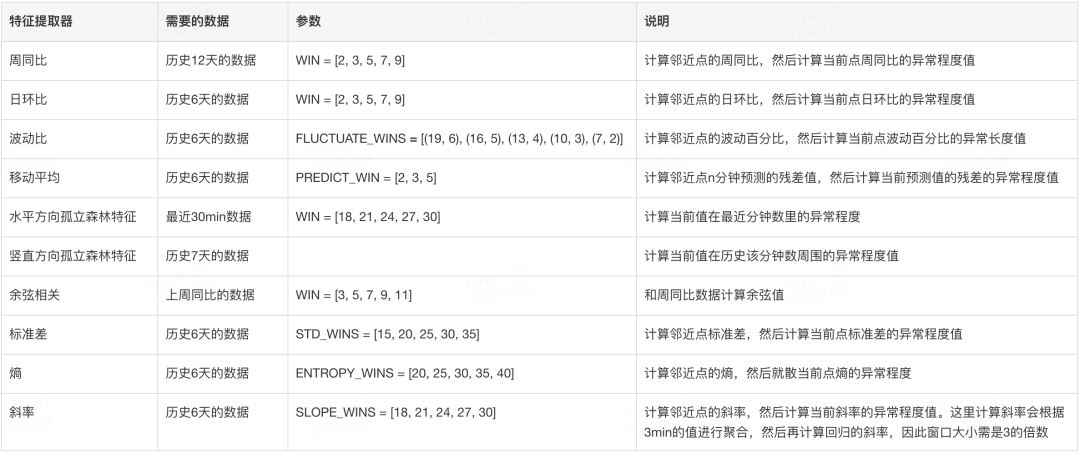 特征提取器 需要的数据 参数 说明
周同比 历史12天的数据 WIN = [2, 3, 5, 7, 9] 计算邻近点的周同比，然后计算当前点周同比的异常程度值
日环比 历史6天的数据 WIN = [2, 3, 5, 7, 9] 计算邻近点的日环比，然后计算当前点日环比的异常程度值
波动比 历史6天的数据 FLUCTUATE_WINS = [(19, 6), (16, 5), (13, 4), (10, 3), (7, 2)] 计算邻近点的波动百分比，然后计算当前点波动百分比的异常长度值
移动平均 历史6天的数据 PREDICT_WIN = [2, 3, 5] 计算邻近点n分钟预测的残差值，然后计算当前预测值的残差的异常程度值
水平方向孤立森林特征 最近30min数据 WIN = [18, 21, 24, 27, 30] 计算当前值在最近分钟数里的异常程度
竖直方向孤立森林特征 历史7天的数据 计算当前值在历史该分钟数周围的异常程度值
余弦相关 上周同比的数据 WIN = [3, 5, 7, 9, 11] 和周同比数据计算余弦值
标准差 历史6天的数据 STD_WINS = [15, 20, 25, 30, 35] 计算邻近点标准差，然后计算当前点标准差的异常程度值
熵 历史6天的数据 ENTROPY_WINS = [20, 25, 30, 35, 40] 计算邻近点的熵，然后就散当前点熵的异常程度
斜率 历史6天的数据 SLOPE_WINS = [18, 21, 24, 27, 30] 计算邻近点的斜率，然后计算当前斜率的异常程度值。这里计算斜率会根据
3min的值进行聚合，然后再计算回归的斜率，因此窗口大小需是3的倍数